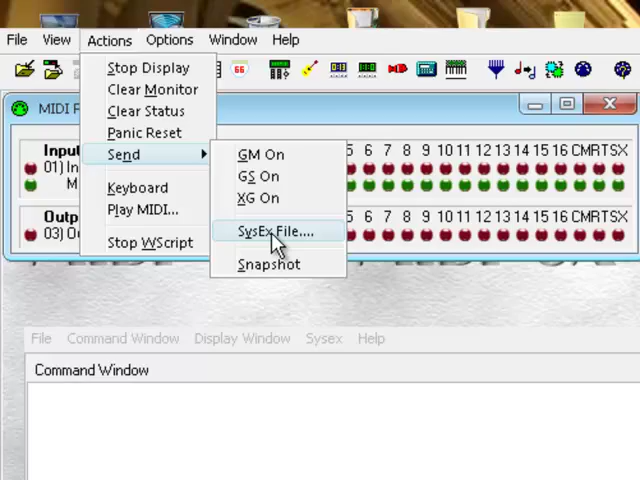 File View Actions Options Window Help
66
Stop Display
Clear Monitor
Clear Status
Panic Reset
Send
Keyboard
Play MIDI...
Stop WScript
GM On
GS On
XG On
SysEx File....
Snapshot
MIDI
01) In
M
03) O
5 6 7 8 9 10 11 12 13 14 15 16 CMRTSX
5 6 7 8 9 10 11 12 13 14 15 16 CMRTSX
File Command Window Display Window Sysex Help
Command Window